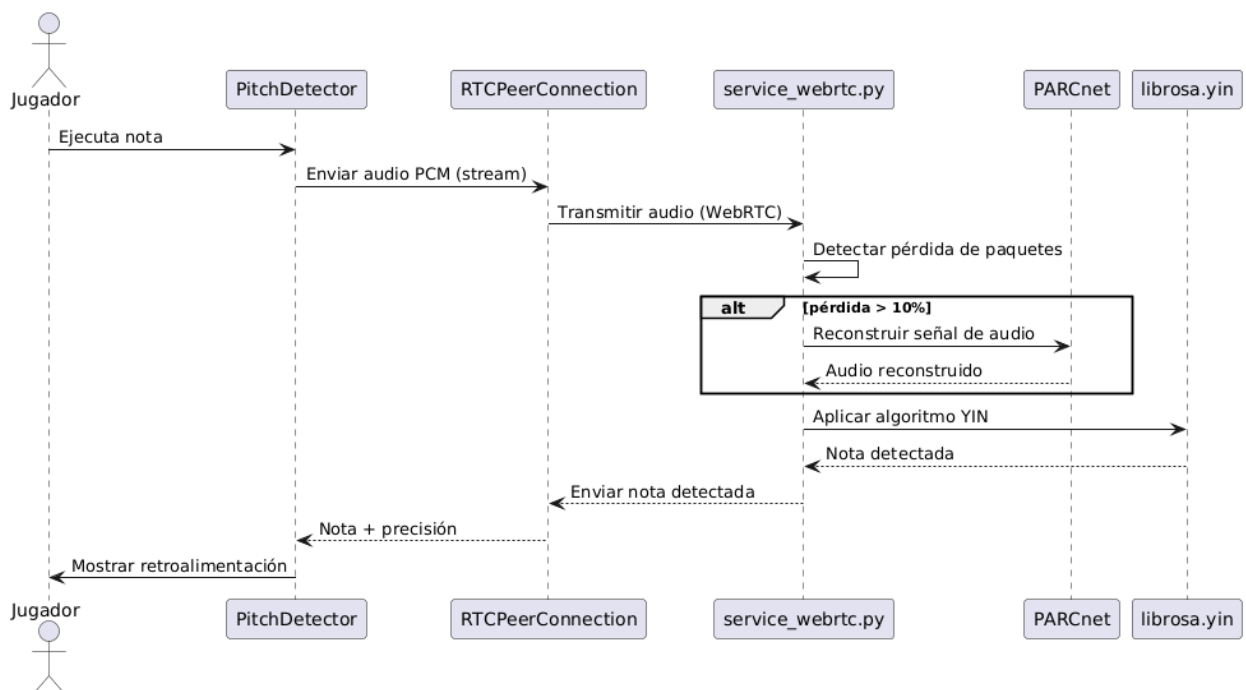 Jugador
PitchDetector
RTCPeerConnection
service_webrtc.py
PARCnet
librosa.yin
Ejecuta nota
Enviar audio PCM (stream)
Transmitir audio (WebRTC)
Detectar pérdida de paquetes
alt
[pérdida > 10%]
Reconstruir señal de audio
Audio reconstruido
Aplicar algoritmo YIN
Nota detectada
Enviar nota detectada
Nota + precisión
Mostrar retroalimentación
Jugador
PitchDetector
RTCPeerConnection
service_webrtc.py
PARCnet
librosa.yin